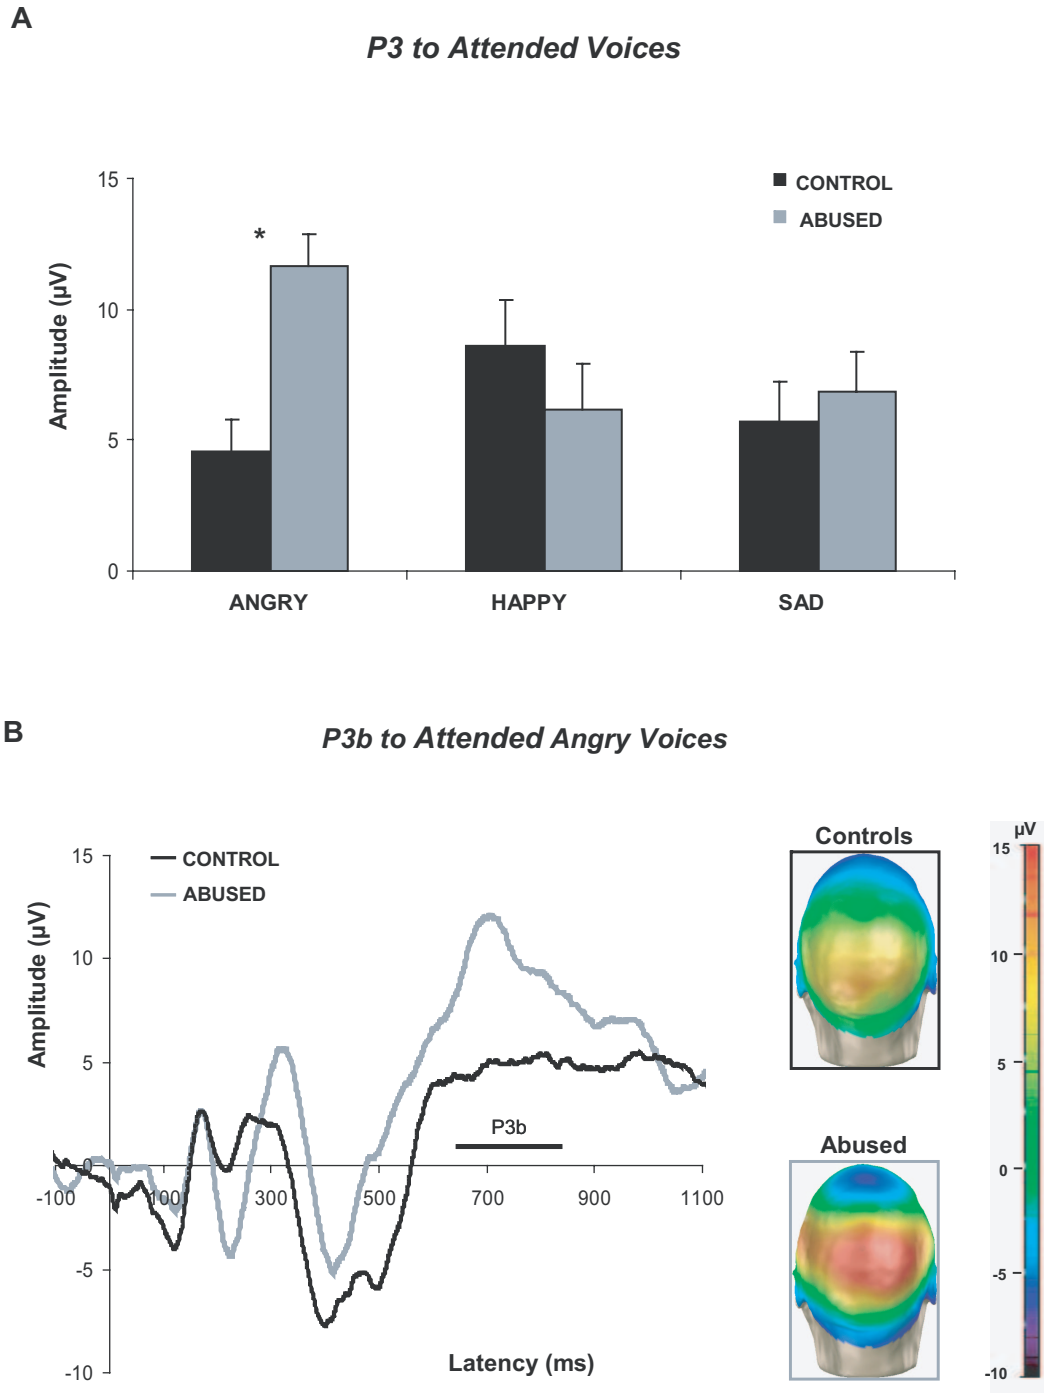 A
P3 to Attended Voices
15
10
5
0
Amplitude (µV)
CONTROL
ABUSED
*
ANGRY HAPPY SAD
B
P3b to Attended Angry Voices
15
10
5
0
-5
-10
Amplitude (µV)
CONTROL
ABUSED
P3b
-100 100 300 500 700 900 1100
Latency (ms)
Controls
Abused
µV
15
10
5
0
-5
-10